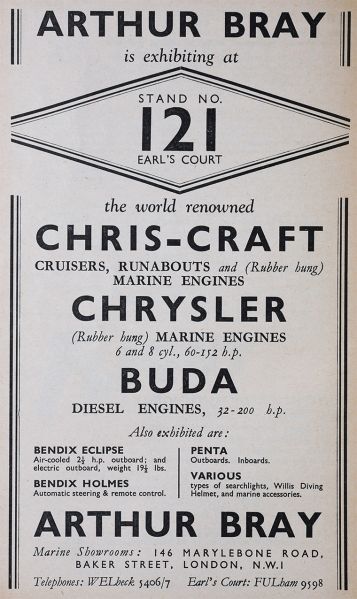 ARTHUR BRAY
is exhibiting at
STAND NO.
121
EARL'S COURT
the world renowned
CHRIS-CRAFT
CRUISERS, RUNABOUTS and (Rubber hung)
MARINE ENGINES
CHRYSLER
(Rubber hung) MARINE ENGINES
6 and 8 cyl., 60-152 h.p.
BUDA
DIESEL ENGINES, 32-200 h.p.
Also exhibited are:
BENDIX ECLIPSE
Air-cooled 2¼ h.p. outboard; and
electric outboard, weight 19½ lbs.
BENDIX HOLMES
Automatic steering & remote control.
PENTA
Outboards. Inboards.
VARIOUS
types of searchlights, Willis Diving
Helmet, and marine accessories.
ARTHUR BRAY
Marine Showrooms: 146 MARYLEBONE ROAD,
BAKER STREET, LONDON, N.W.1
Telephones: WELbeck 5406/7 Earl's Court: FULham 9598